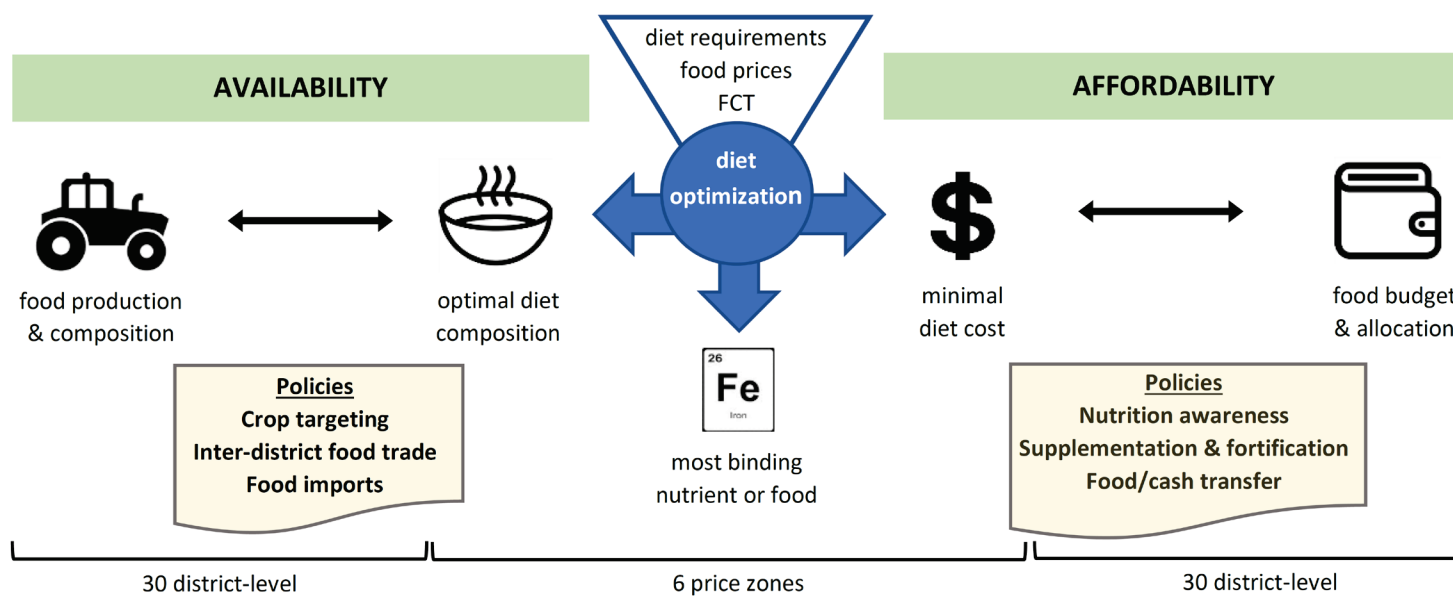 diet requirements
food prices
FCT
AVAILABILITY
AFFORDABILITY
diet
optimization
food production
& composition
optimal diet
composition
minimal
diet cost
food budget
& allocation
26
Fe
Iron
most binding
nutrient or food
Policies
Crop targeting
Inter-district food trade
Food imports
Policies
Nutrition awareness
Supplementation & fortification
Food/cash transfer
30 district-level
6 price zones
30 district-level